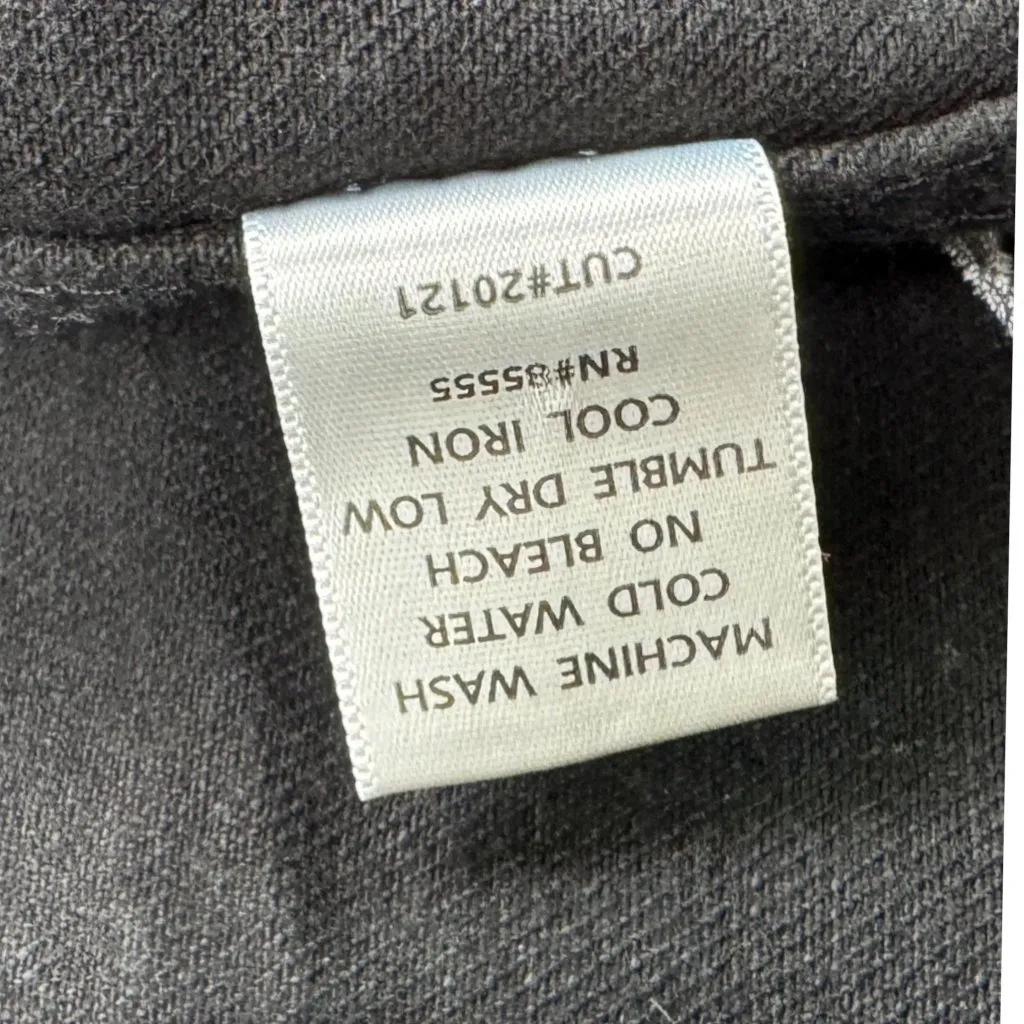 MACHINE WASH
COLD WATER
NO BLEACH
TUMBLE DRY LOW
COOL IRON
RN#85555
CUT#20121